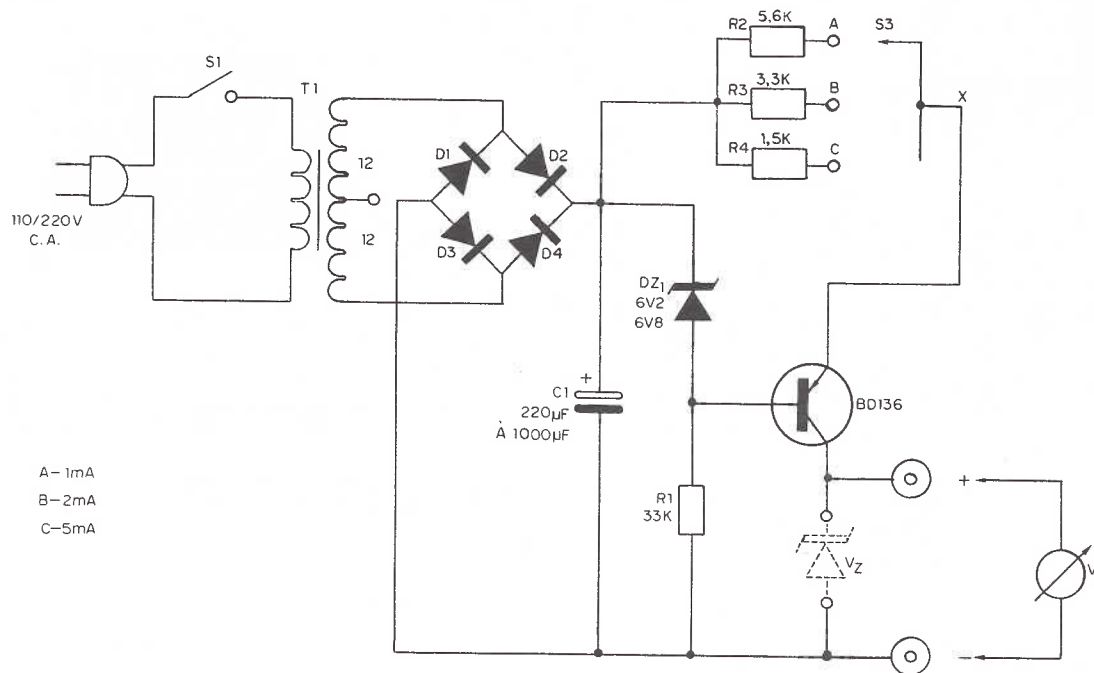 R2
5,6K
A
S3
S1
T1
R3
3,3K
B
X
R4
1,5K
C
12
D1
D2
110/220V
C.A.
12
D3
D4
DZ1
6V2
6V8
+
C1
220µF
À 1000µF
BD136
A-1mA
B-2mA
C-5mA
R1
33K
+
VZ
V
-